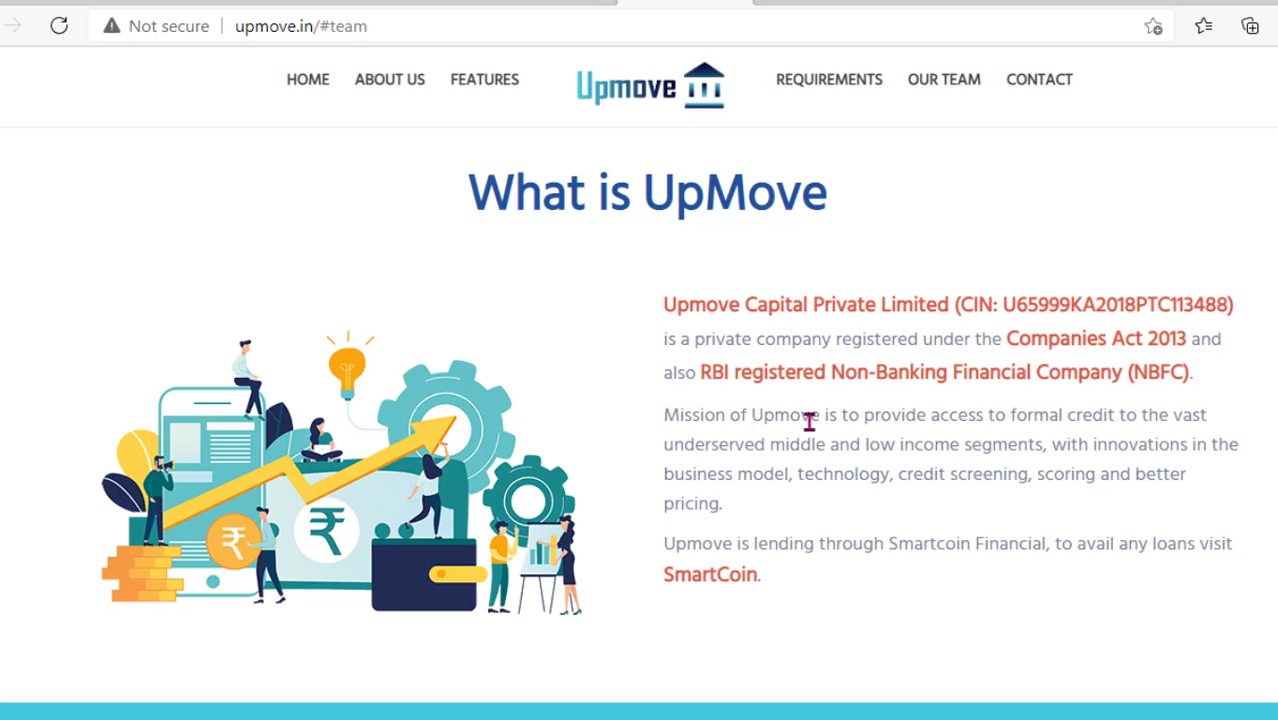 Not secure | upmove.in/#team
HOME ABOUT US FEATURES Upmove REQUIREMENTS OUR TEAM CONTACT
What is UpMove
Upmove Capital Private Limited (CIN: U65999KA2018PTC113488)
is a private company registered under the Companies Act 2013 and
also RBI registered Non-Banking Financial Company (NBFC).
Mission of Upmove is to provide access to formal credit to the vast
underserved middle and low income segments, with innovations in the
business model, technology, credit screening, scoring and better
pricing.
Upmove is lending through Smartcoin Financial, to avail any loans visit
SmartCoin.
₹
₹